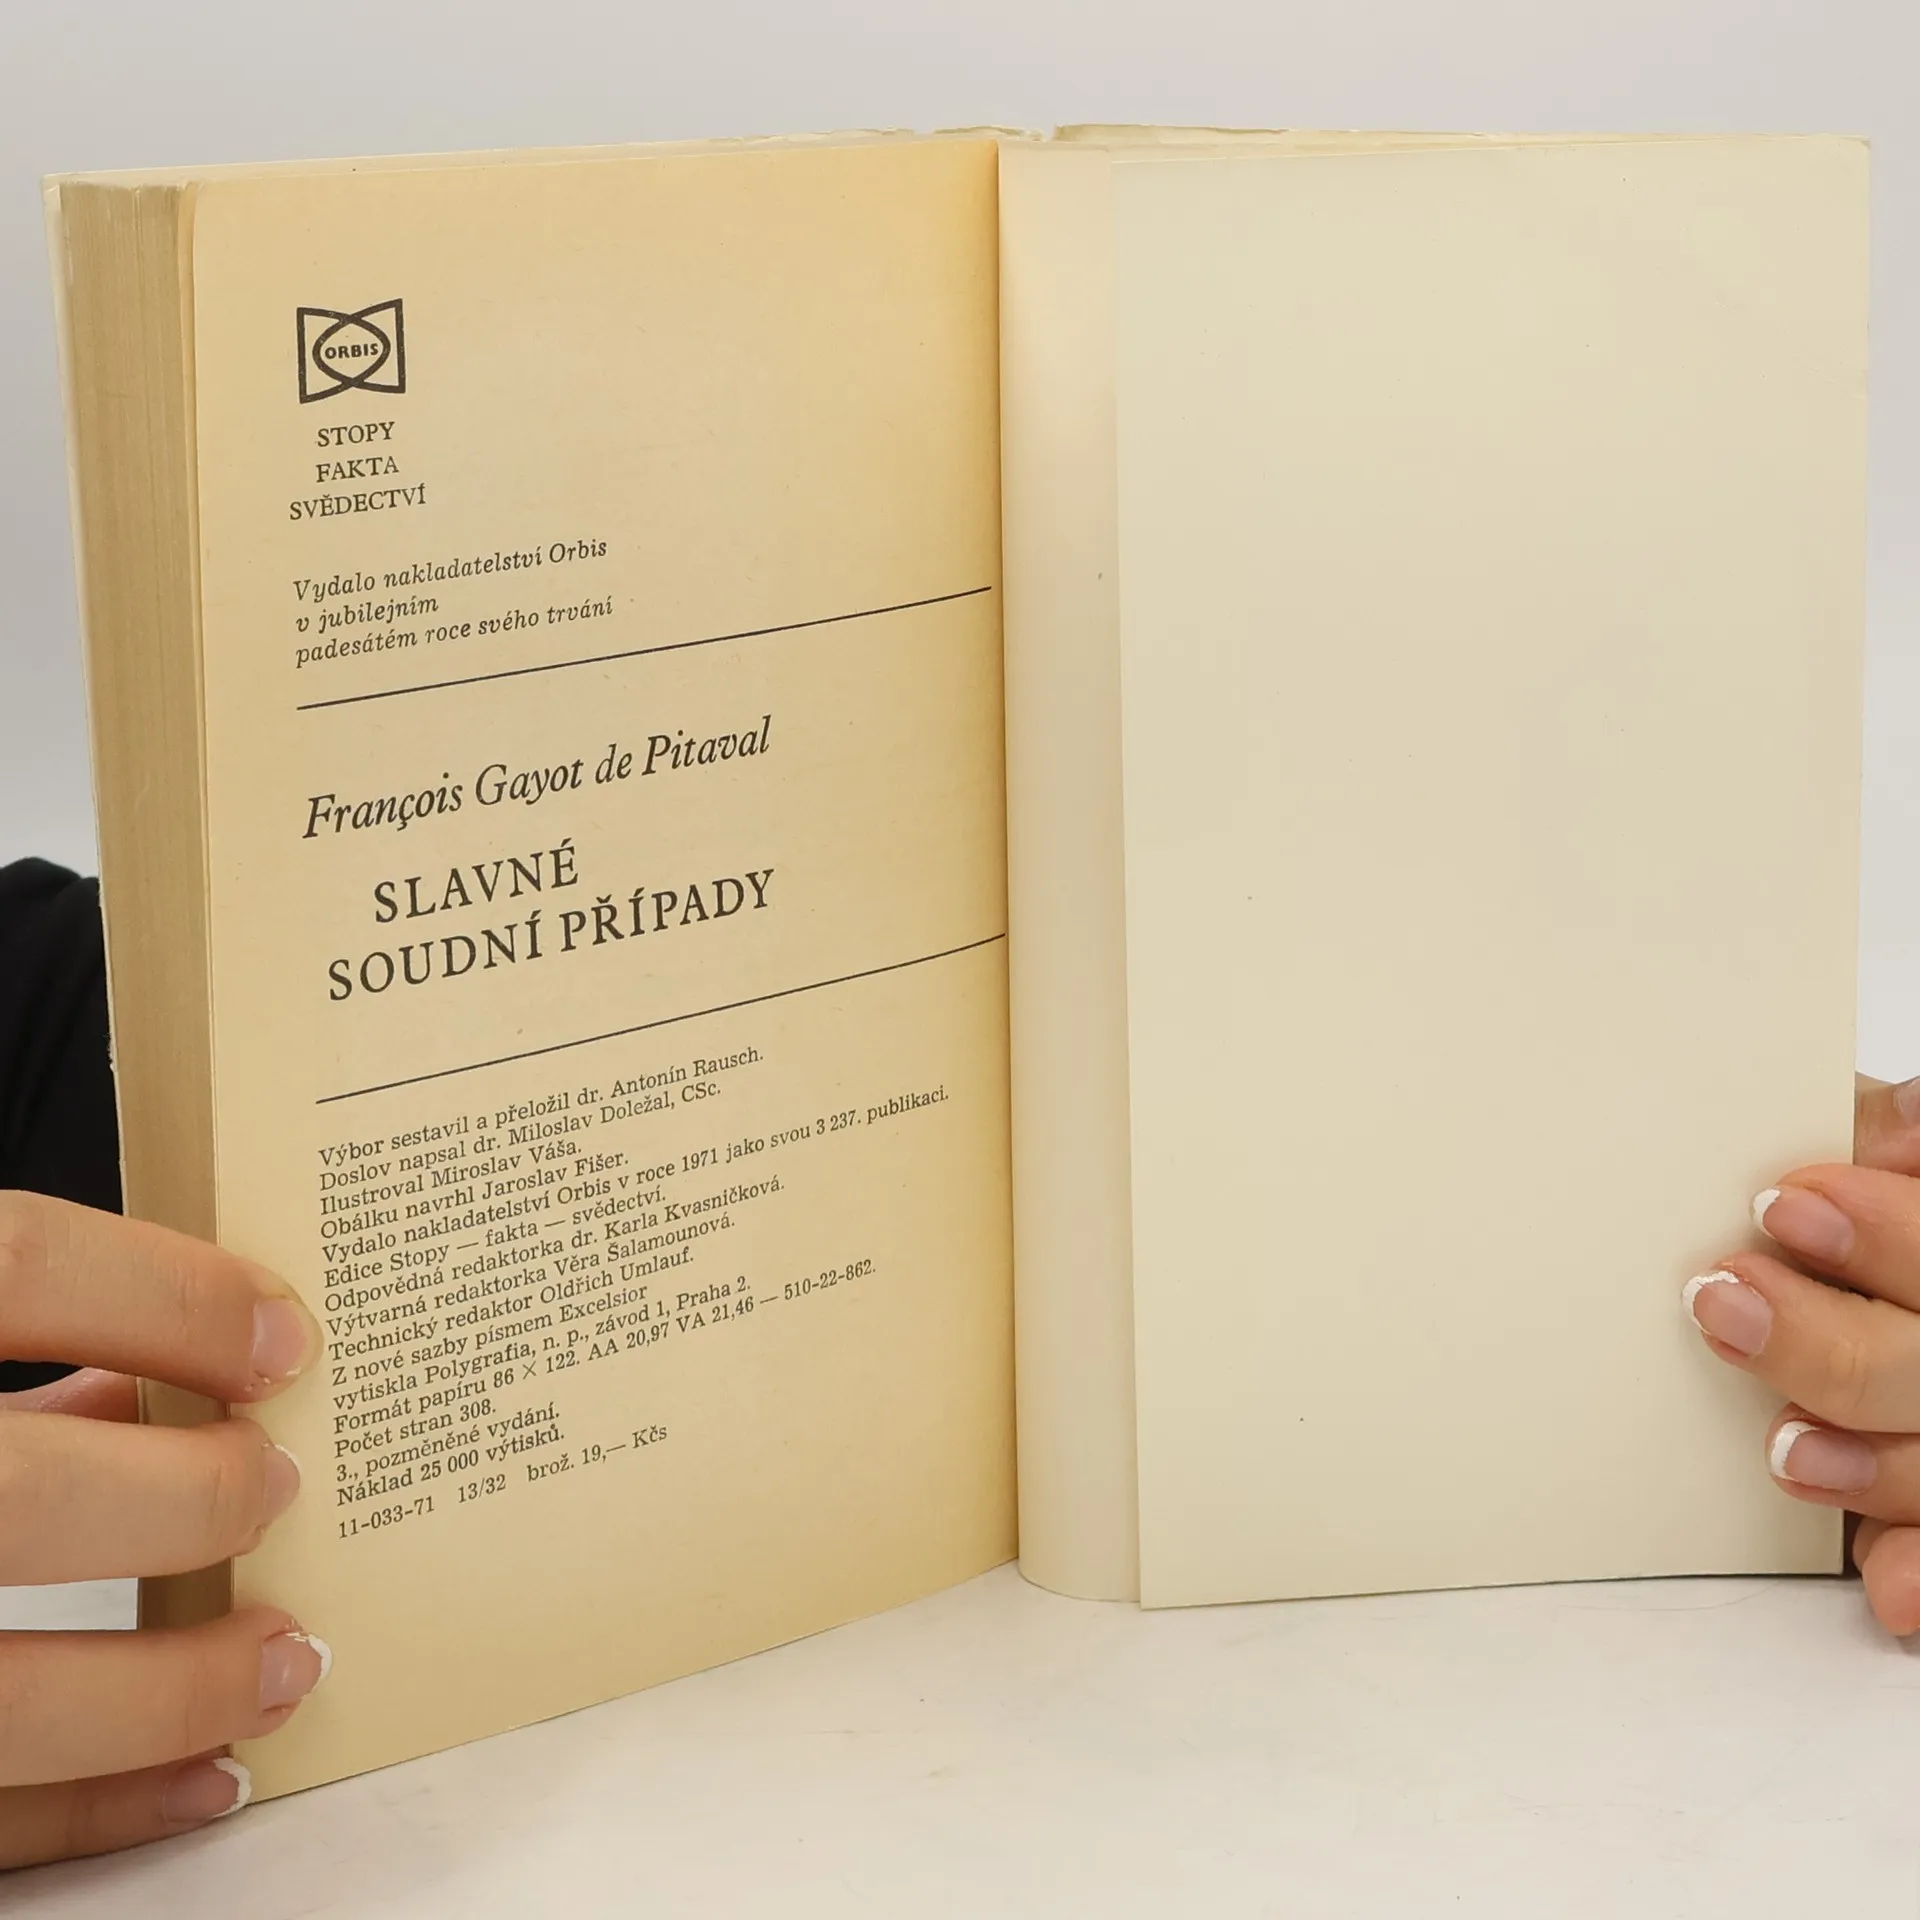 ORBIS
STOPY
FAKTA
SVĚDECTVÍ
Vydalo nakladatelství Orbis
v jubilejním
padesátém roce svého trvání
François Gayot de Pitaval
SLAVNÉ
SOUDNÍ PŘÍPADY
Výbor sestavil a přeložil dr. Antonín Rausch.
Doslov napsal dr. Miloslav Doležal, CSc.
Ilustroval Miroslav Váša.
Obálku navrhl Jaroslav Fišer.
Vydalo nakladatelství Orbis v roce 1971 jako svou 3 237. publikaci.
Edice Stopy — fakta — svědectví.
Odpovědná redaktorka dr. Karla Kvasničková.
Výtvarná redaktorka Věra Šalamounová.
Technický redaktor Oldřich Umlauf.
Z nové sazby písmem Excelsior
vytiskla Polygrafia, n. p., závod 1, Praha 2.
Formát papíru 86 × 122. AA 20,97 VA 21,46 — 510-22-862.
Počet stran 308.
3., pozměněné vydání.
Náklad 25 000 výtisků.
11-033-71 13/32 brož. 19,— Kčs